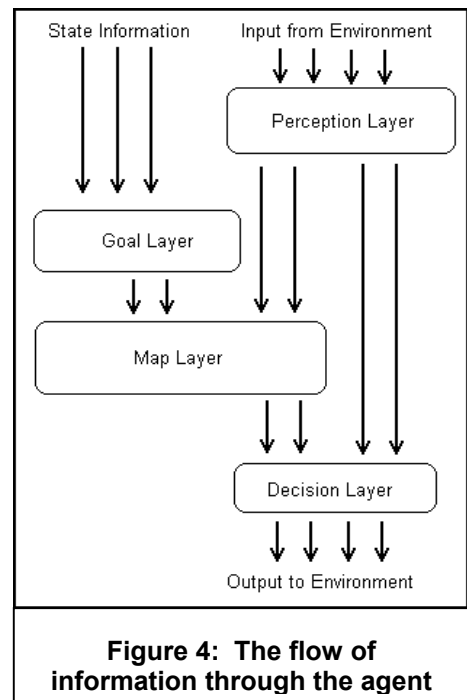 State Information
Input from Environment
Perception Layer
Goal Layer
Map Layer
Decision Layer
Output to Environment
Figure 4:  The flow of
information through the agent